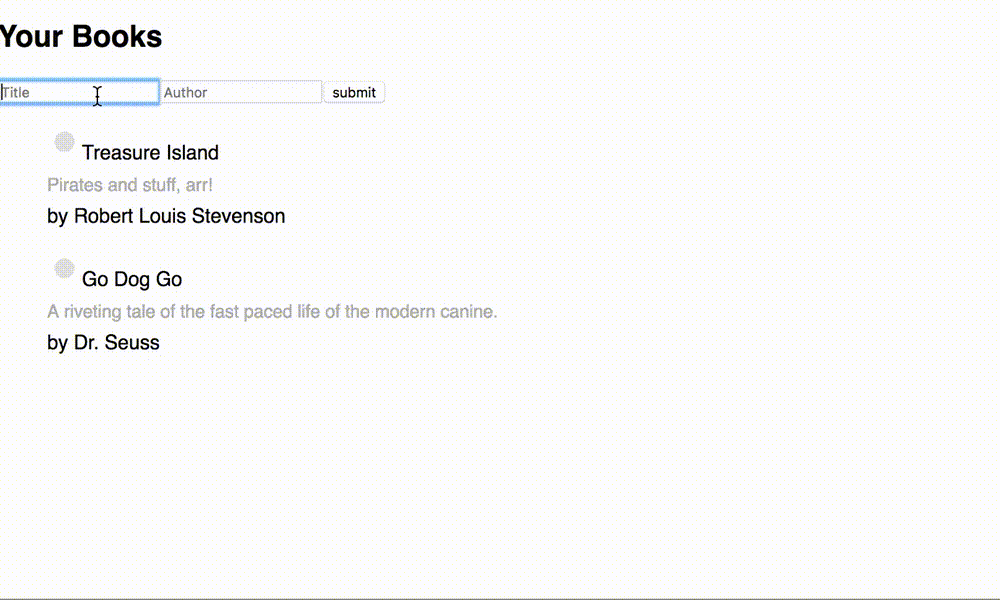 Your Books
Title Author submit
Treasure Island
Pirates and stuff, arr!
by Robert Louis Stevenson
Go Dog Go
A riveting tale of the fast paced life of the modern canine.
by Dr. Seuss